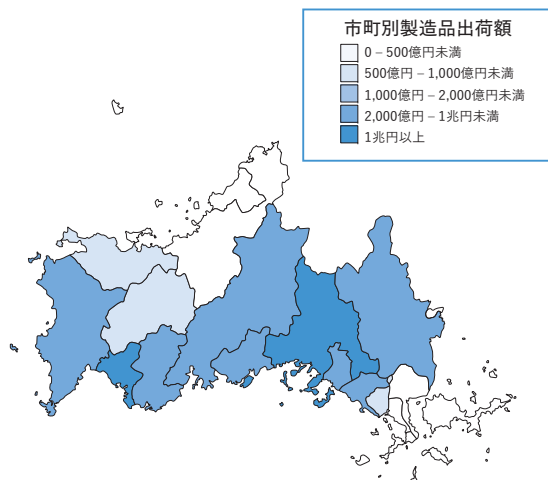 市町別製造品出荷額
0 – 500億円未満
500億円 – 1,000億円未満
1,000億円 – 2,000億円未満
2,000億円 – 1兆円未満
1兆円以上